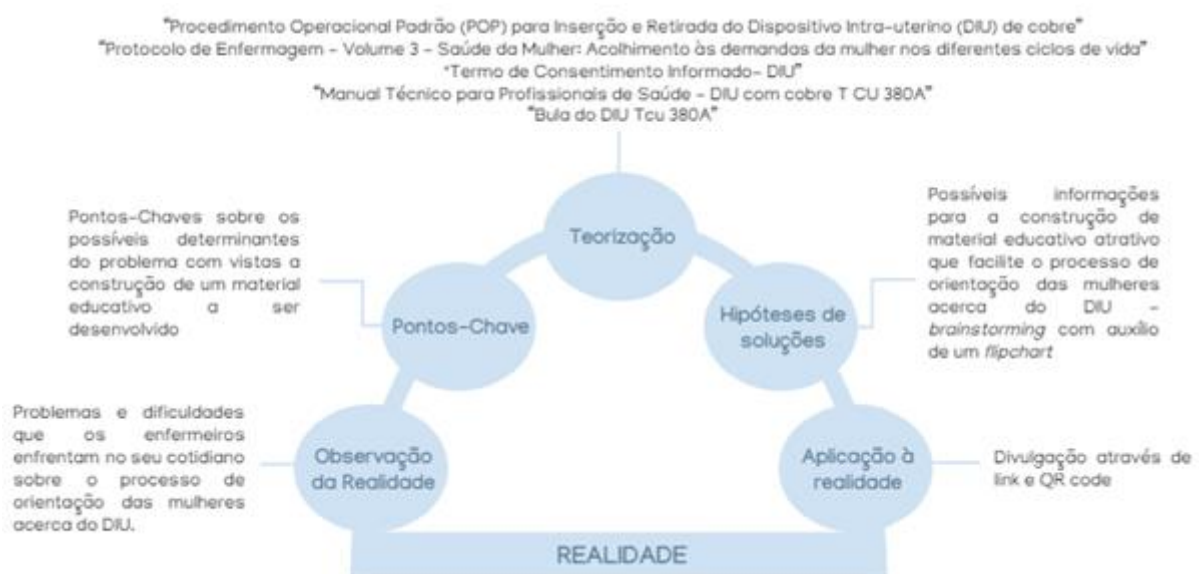 "Procedimento Operacional Padrão (POP) para Inserção e Retirada do Dispositivo Intra-uterino (DIU) de cobre"
"Protocolo de Enfermagem - Volume 3 - Saúde da Mulher: Acolhimento às demandas da mulher nos diferentes ciclos de vida"
"Termo de Consentimento Informado- DIU"
"Manual Técnico para Profissionais de Saúde - DIU com cobre T CU 380A"
"Bula do DIU Tcu 380A"
Teorização
Pontos-Chaves sobre os
possíveis determinantes
do problema com vistas a
construção de um material
educativo a ser
desenvolvido
Pontos-Chave
Possíveis informações
para a construção de
material educativo atrativo
que facilite o processo de
orientação das mulheres
acerca do DIU -
brainstorming com auxílio
de um flipchart
Hipóteses de
soluções
Problemas e dificuldades
que os enfermeiros
enfrentam no seu cotidiano
sobre o processo de
orientação das mulheres
acerca do DIU.
Observação
da Realidade
Aplicação à
realidade
Divulgação através de
link e QR code
REALIDADE